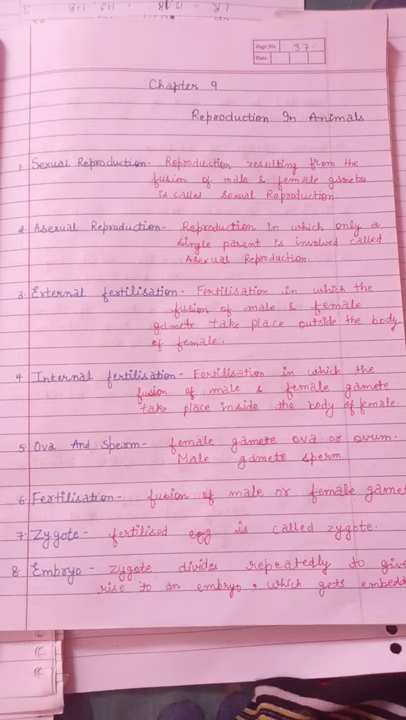 Page No. 37
Date
Chapter 9
Reproduction In Animals
1. Sexual Reproduction- Reproduction resulting from the
fusion of male & female gamete
is called sexual Reproduction.
2. Asexual Reproduction- Reproduction in which only a
single parent is involved called
Asexual Reproduction.
3. External fertilisation- Fertilisation in which the
fusion of male & female
gamete take place outside the body
of female.
4 Internal fertilisation- Fertilisation in which the
fusion of male & female gamete
take place inside the body of female
5 Ova And Sperm- female gamete ova or ovum.
Male gamete sperm
6. Fertilisation- fusion of male or female gamet
7. Zygote- fertilised egg is called zygote.
8 Embryo- zygote divides repeatedly to giv
rise to an embryo. which gets embedd